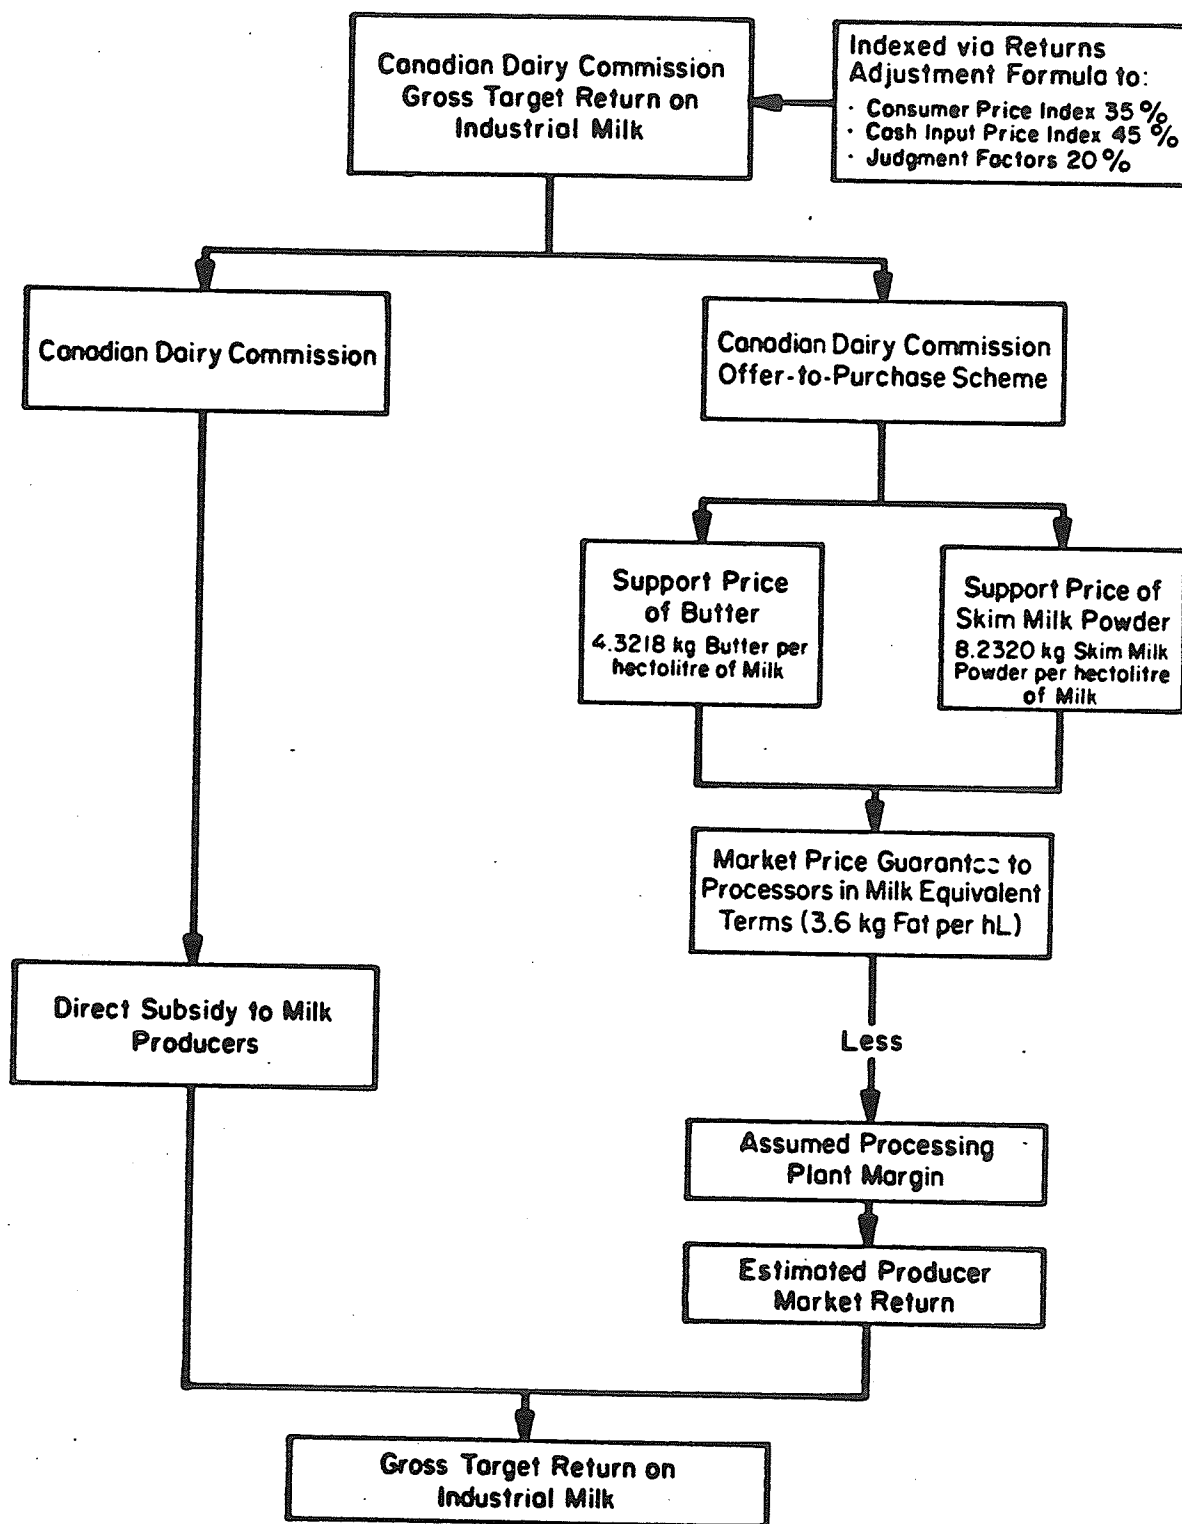 Canadian Dairy Commission
Gross Target Return on
Industrial Milk
Indexed via Returns
Adjustment Formula to:
· Consumer Price Index 35%
· Cash Input Price Index 45%
· Judgment Factors 20%
Canadian Dairy Commission
Canadian Dairy Commission
Offer-to-Purchase Scheme
Support Price
of Butter
4.3218 kg Butter per
hectolitre of Milk
Support Price of
Skim Milk Powder
8.2320 kg Skim Milk
Powder per hectolitre
of Milk
Market Price Guarantee to
Processors in Milk Equivalent
Terms (3.6 kg Fat per hL)
Direct Subsidy to Milk
Producers
Less
Assumed Processing
Plant Margin
Estimated Producer
Market Return
Gross Target Return on
Industrial Milk